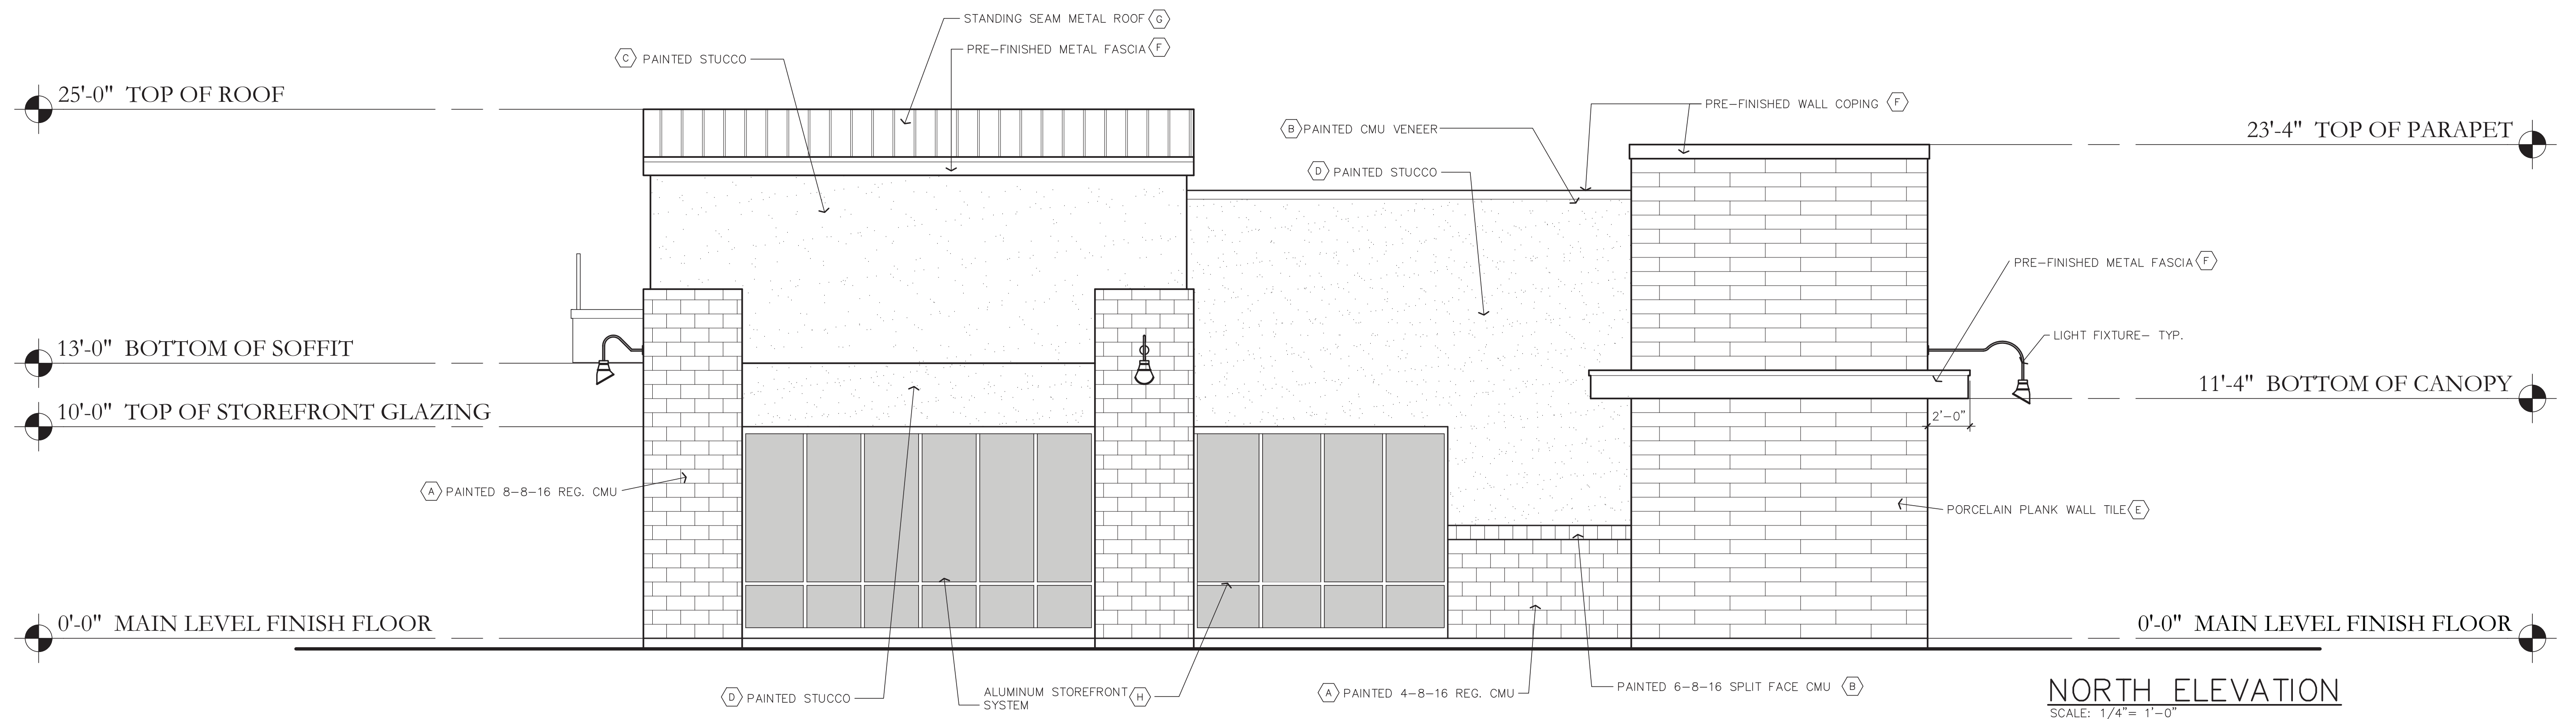 STANDING SEAM METAL ROOF G
PRE-FINISHED METAL FASCIA F
C PAINTED STUCCO
25'-0" TOP OF ROOF
PRE-FINISHED WALL COPING F
B PAINTED CMU VENEER
23'-4" TOP OF PARAPET
D PAINTED STUCCO
PRE-FINISHED METAL FASCIA F
LIGHT FIXTURE- TYP.
13'-0" BOTTOM OF SOFFIT
11'-4" BOTTOM OF CANOPY
10'-0" TOP OF STOREFRONT GLAZING
2'-0"
A PAINTED 8-8-16 REG. CMU
PORCELAIN PLANK WALL TILE E
0'-0" MAIN LEVEL FINISH FLOOR
0'-0" MAIN LEVEL FINISH FLOOR
D PAINTED STUCCO
ALUMINUM STOREFRONT H
SYSTEM
A PAINTED 4-8-16 REG. CMU
PAINTED 6-8-16 SPLIT FACE CMU B
NORTH ELEVATION
SCALE: 1/4"= 1'-0"